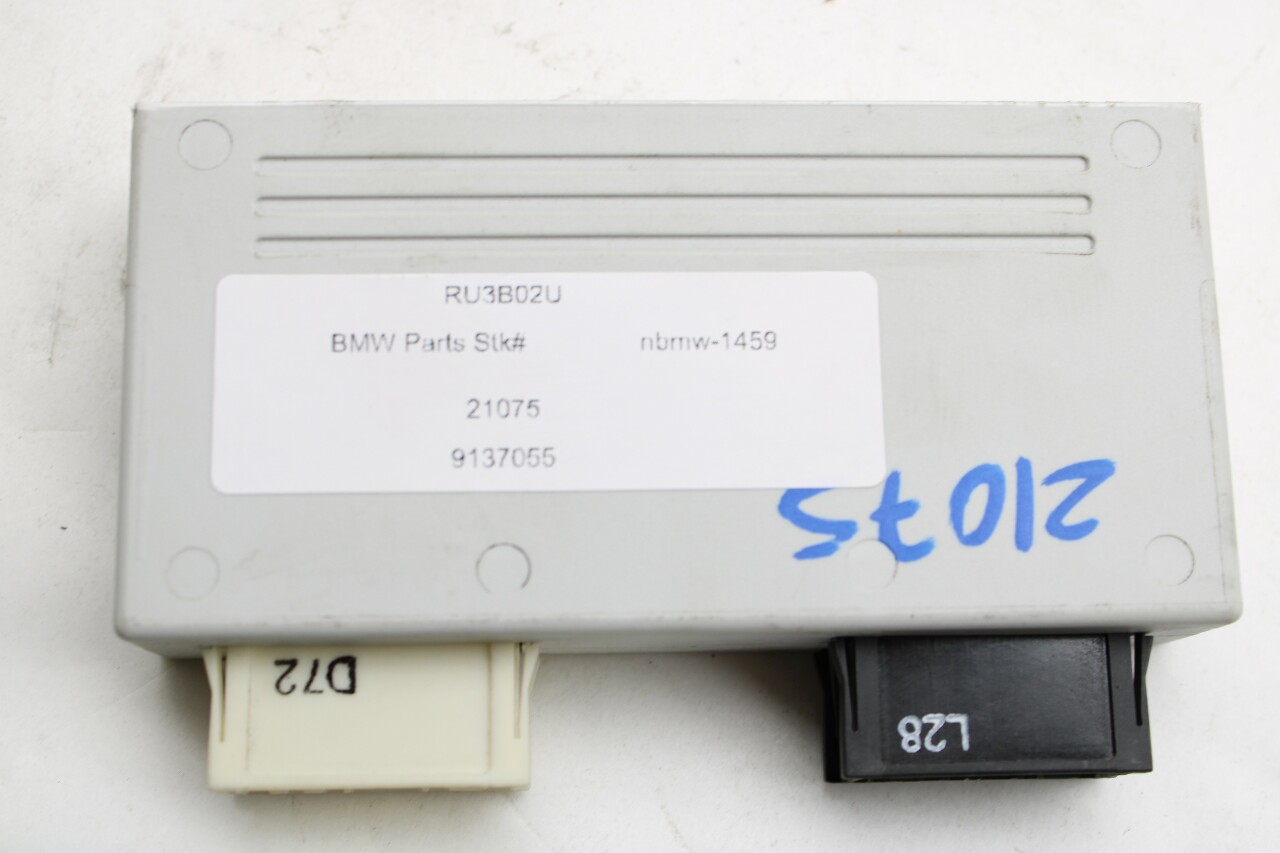 RU3B02U
BMW Parts Stk# nbmw-1459
21075
9137055
21075
D72
L28